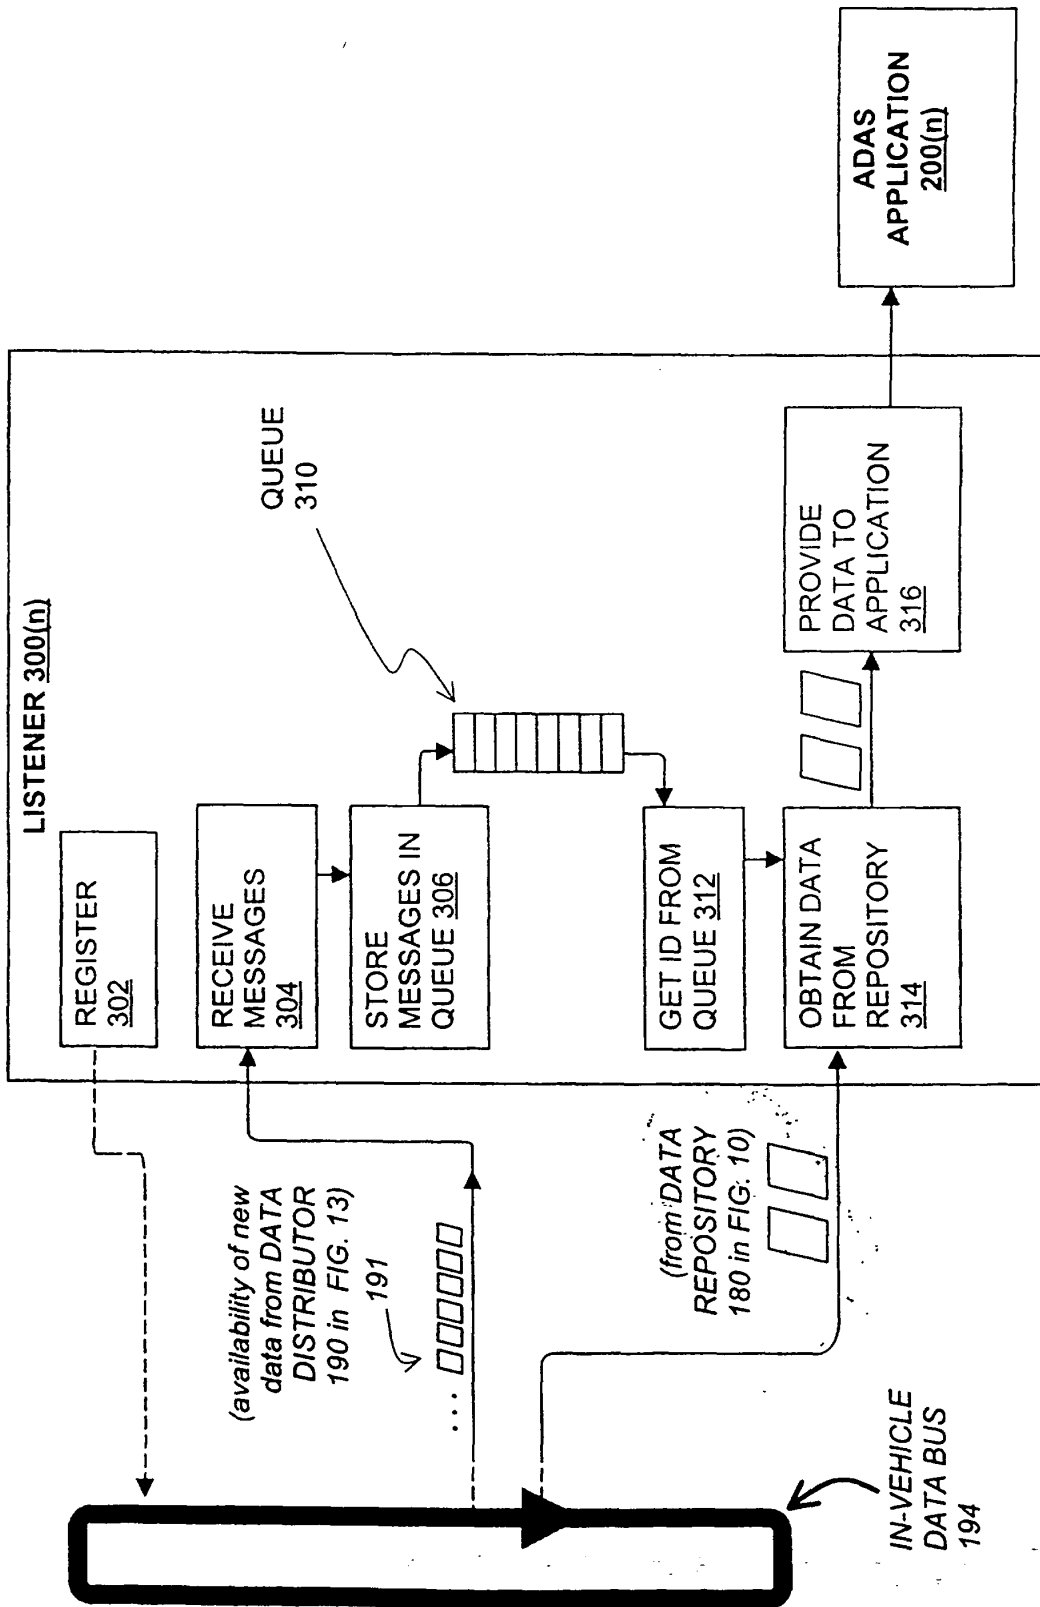 LISTENER 300(n)
REGISTER
302
RECEIVE
MESSAGES
304
STORE
MESSAGES IN
QUEUE 306
QUEUE
310
GET ID FROM
QUEUE 312
OBTAIN DATA
FROM
REPOSITORY
314
PROVIDE
DATA TO
APPLICATION
316
ADAS
APPLICATION
200(n)
(availability of new
data from DATA
DISTRIBUTOR
190 in FIG. 13)
191
...
(from DATA
REPOSITORY
180 in FIG. 10)
IN-VEHICLE
DATA BUS
194